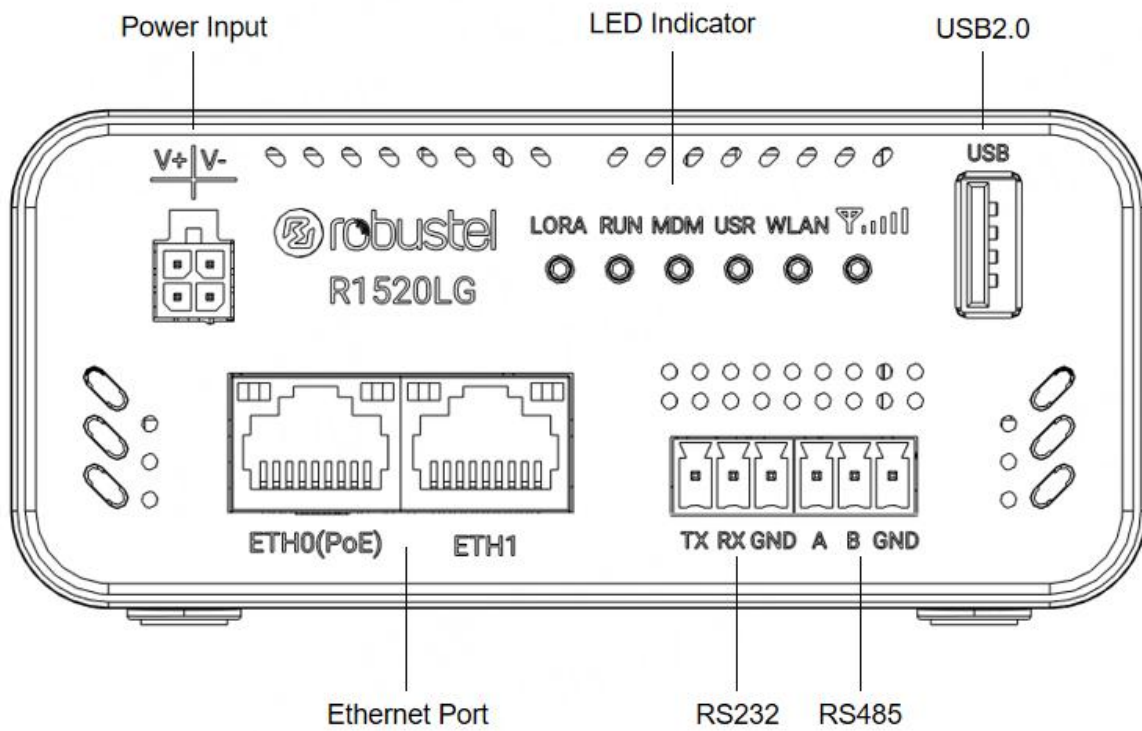 Power Input
LED Indicator
USB2.0
V+ V-
USB
robustel
LORA RUN MDM USR WLAN
R1520LG
ETH0(PoE)
ETH1
TX RX GND A B GND
Ethernet Port
RS232
RS485